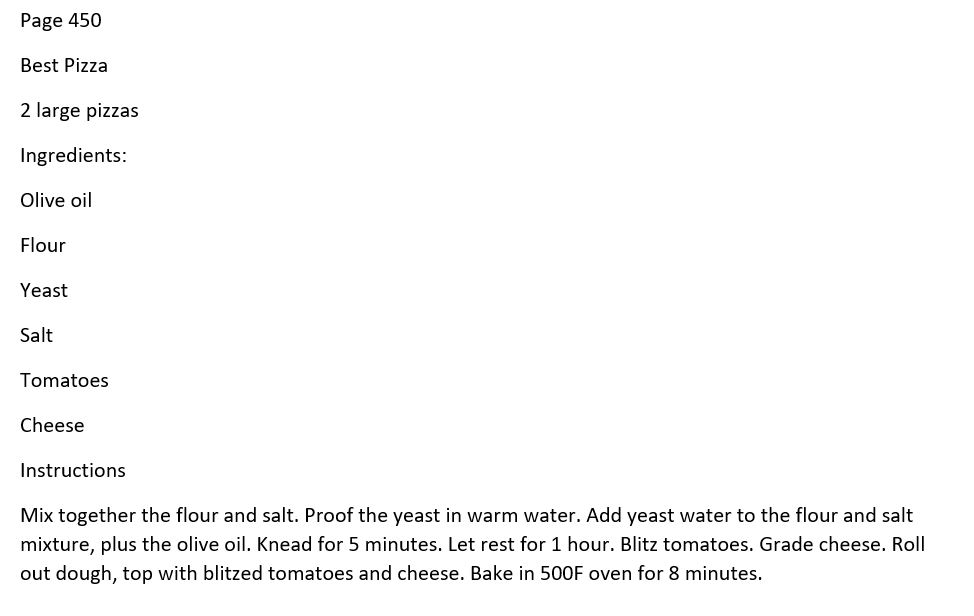 Page 450
Best Pizza
2 large pizzas
Ingredients:
Olive oil
Flour
Yeast
Salt
Tomatoes
Cheese
Instructions
Mix together the flour and salt. Proof the yeast in warm water. Add yeast water to the flour and salt
mixture, plus the olive oil. Knead for 5 minutes. Let rest for 1 hour. Blitz tomatoes. Grade cheese. Roll
out dough, top with blitzed tomatoes and cheese. Bake in 500F oven for 8 minutes.